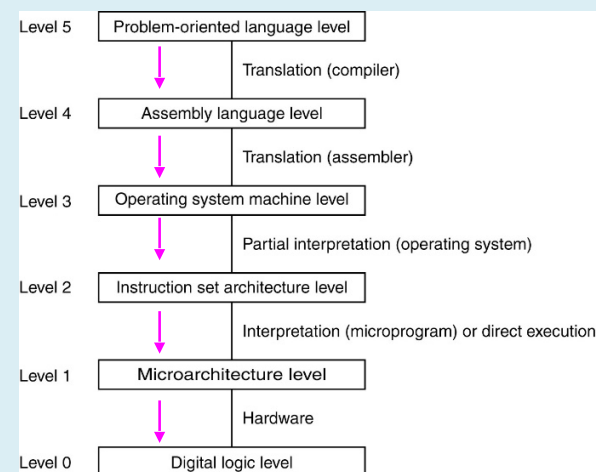 Level 5 Problem-oriented language level
Translation (compiler)
Level 4 Assembly language level
Translation (assembler)
Level 3 Operating system machine level
Partial interpretation (operating system)
Level 2 Instruction set architecture level
Interpretation (microprogram) or direct execution
Level 1 Microarchitecture level
Hardware
Level 0 Digital logic level